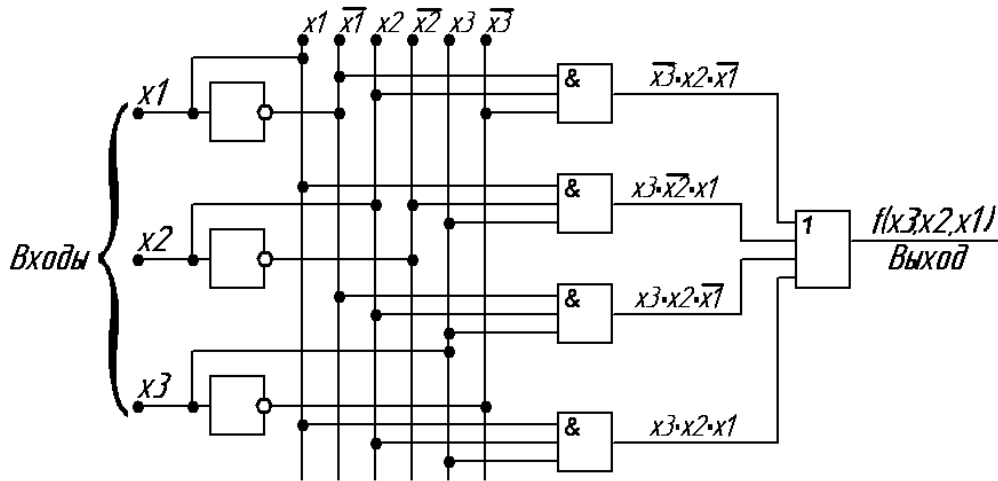 x1 x̅1̅ x2 x̅2̅ x3 x̅3̅
x1
& x̅3̅·x2·x̅1̅
& x3·x̅2̅·x1
x2
Входы
1
f(x3,x2,x1)
Выход
& x3·x2·x̅1̅
x3
& x3·x2·x1